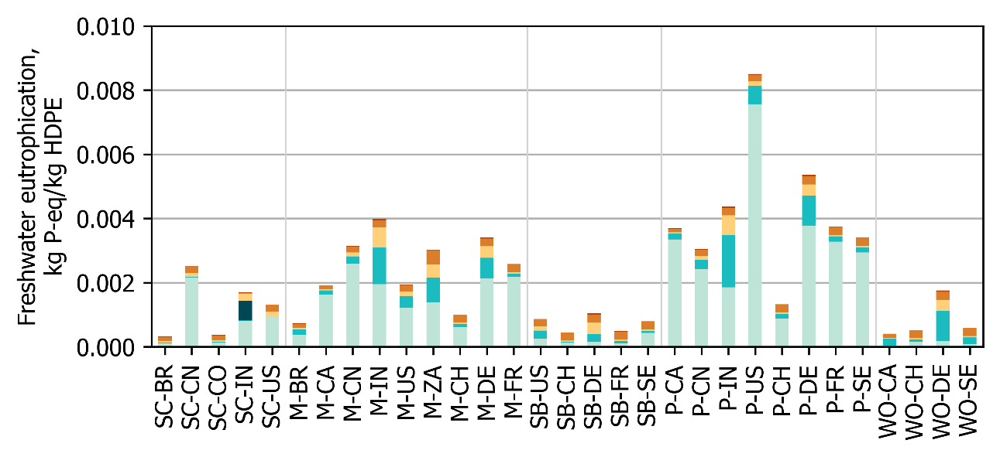 Freshwater eutrophication,
kg P-eq/kg HDPE
0.010
0.008
0.006
0.004
0.002
0.000
SC-BR
SC-CN
SC-CO
SC-IN
SC-US
M-BR
M-CA
M-CN
M-IN
M-US
M-ZA
M-CH
M-DE
M-FR
SB-US
SB-CH
SB-DE
SB-FR
SB-SE
P-CA
P-CN
P-IN
P-US
P-CH
P-DE
P-FR
P-SE
WO-CA
WO-CH
WO-DE
WO-SE